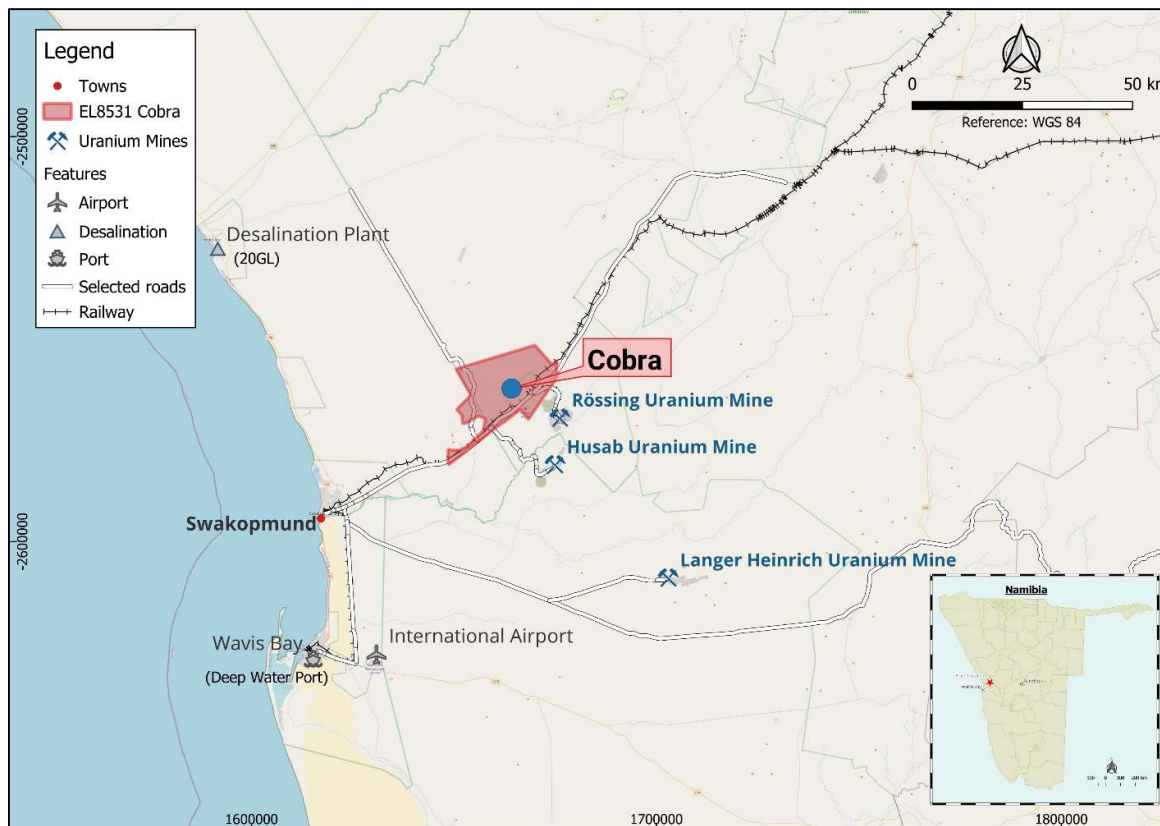 Legend
Towns
EL8531 Cobra
Uranium Mines
Features
Airport
Desalination
Port
Selected roads
Railway
0 25 50 km
Reference: WGS 84
-2500000
-2600000
Desalination Plant
(20GL)
Cobra
Rössing Uranium Mine
Husab Uranium Mine
Swakopmund
Langer Heinrich Uranium Mine
Wavis Bay
(Deep Water Port)
International Airport
Namibia
1600000
1700000
1800000